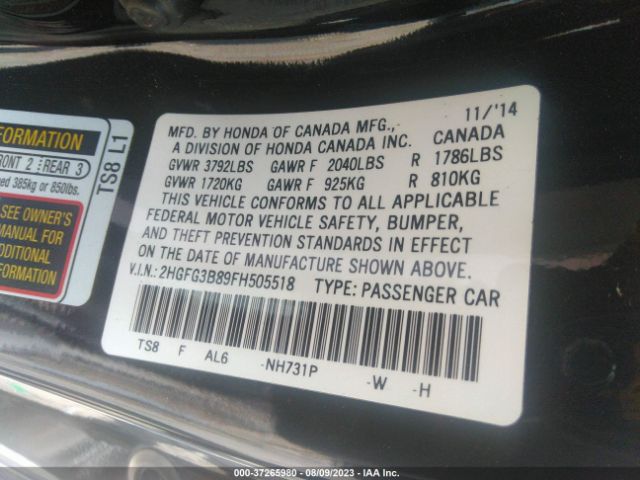 11/'14
MFD. BY HONDA OF CANADA MFG., CANADA
A DIVISION OF HONDA CANADA INC.
GVWR 3792LBS GAWR F 2040LBS R 1786LBS
GVWR 1720KG GAWR F 925KG R 810KG
THIS VEHICLE CONFORMS TO ALL APPLICABLE
FEDERAL MOTOR VEHICLE SAFETY, BUMPER,
AND THEFT PREVENTION STANDARDS IN EFFECT
ON THE DATE OF MANUFACTURE SHOWN ABOVE.
V.I.N.: 2HGFG3B89FH505518 TYPE: PASSENGER CAR
TS8 F AL6 -NH731P -W -H
FORMATION
RONT 2 REAR 3
ed 385kg or 850lbs.
SEE OWNER'S
MANUAL FOR
ADDITIONAL
FORMATION
TS8 L1
000-37265980 - 08/09/2023 - IAA Inc.